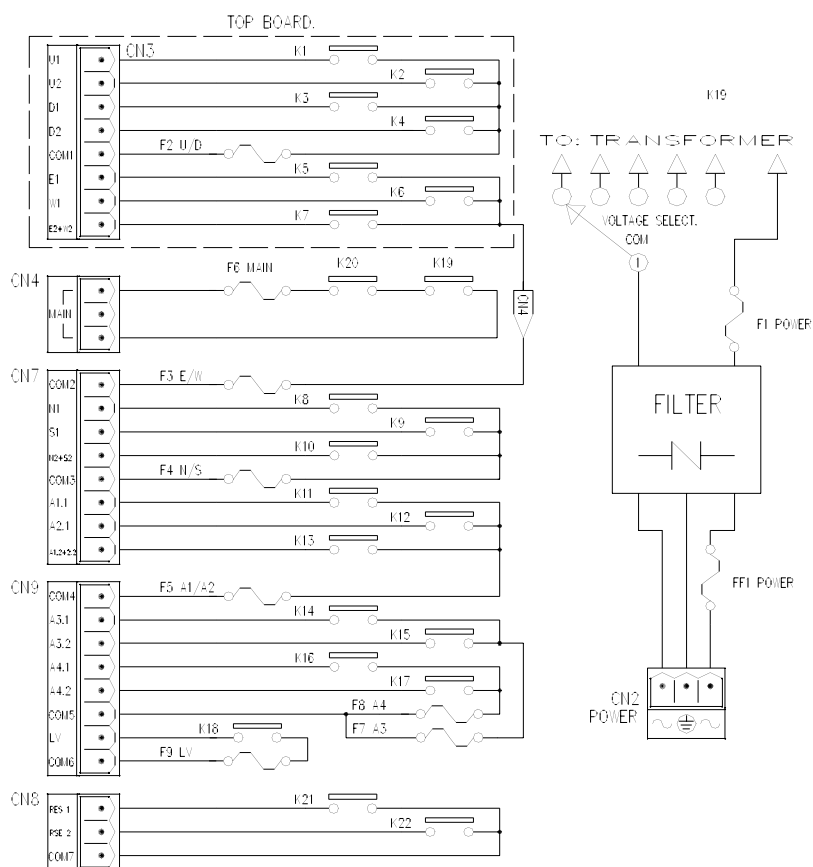 TOP BOARD.
CN3
U1
K1
U2
K2
D1
K3
D2
K4
COM1
F2 U/D
E1
K5
W1
K6
E2+W2
K7
K19
TO: TRANSFORMER
VOLTAGE SELECT.
COM
1
F1 POWER
FILTER
FF1 POWER
CN2
POWER
CN4
MAIN
F6 MAIN
K20
K19
CN4
CN7
COM2
F3 E/W
N1
K8
S1
K9
N2+S2
K10
COM3
F4 N/S
A1.1
K11
A2.1
K12
A1.2+2.2
K13
CN9
COM4
F5 A1/A2
A3.1
K14
A3.2
K15
A4.1
K16
A4.2
K17
COM5
F8 A4
F7 A3
LV
K18
COM6
F9 LV
CN8
RES 1
K21
RSE 2
K22
COM7